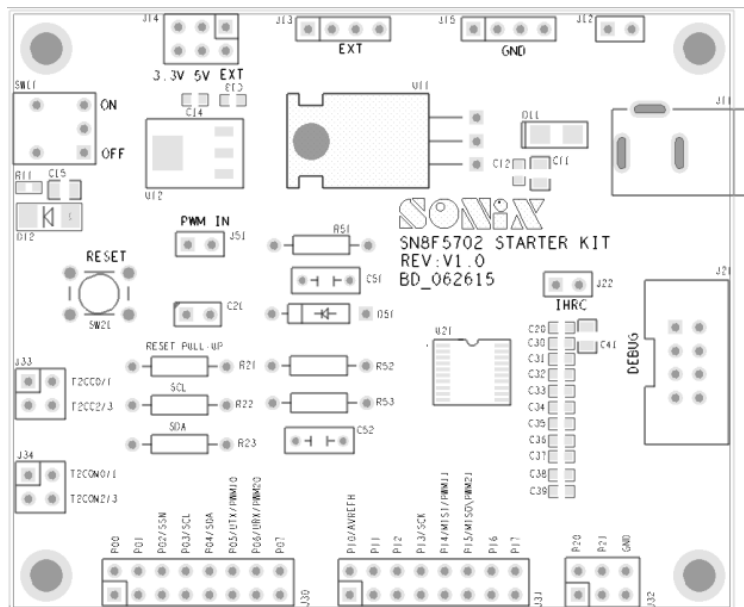 J14
J13
J15
J12
3.3V 5V EXT
EXT
GND
SW11
ON
OFF
C13
C14
U11
D11
J11
R11
C15
U12
C12
C11
D12
SONiX
PWM IN
J51
R51
SN8F5702 STARTER KIT
REV:V1.0
BD_062615
RESET
C51
J22
J21
IHRC
SW21
C21
D51
U21
C20
C30
C41
C31
C32
C33
C34
C35
C36
C37
C38
C39
DEBUG
RESET PULL-UP
R21
R52
J33
T2CC0/1
T2CC2/3
SCL
R22
R53
SDA
R23
C52
J34
T2CON0/1
T2CON2/3
P00
P01
P02/SSN
P03/SCL
P04/SDA
P05/UTX/PWM10
P06/URX/PWM20
P07
J30
P10/AVREFH
P11
P12
P13/SCK
P14/MISI/PWM11
P15/MISO\PWM21
P16
P17
J31
P20
P21
GND
J32